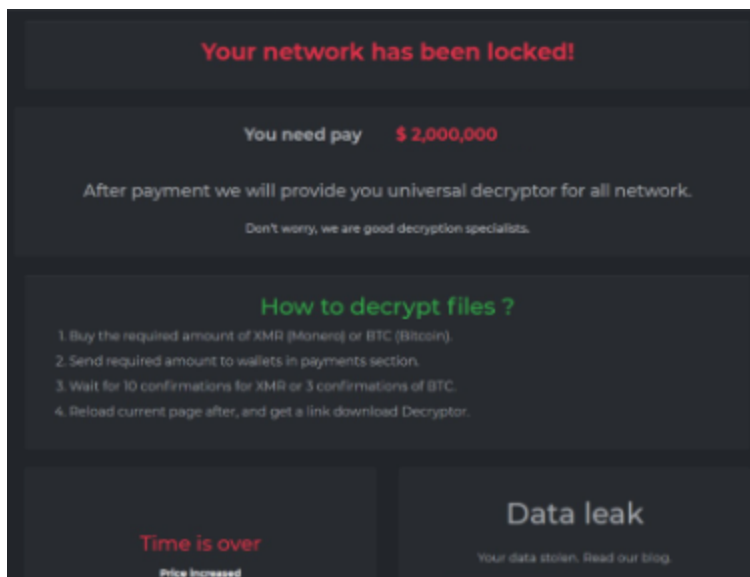 Your network has been locked!
You need pay $ 2,000,000
After payment we will provide you universal decryptor for all network.
Don't worry, we are good decryption specialists.
How to decrypt files ?
1. Buy the required amount of XMR (Monero) or BTC (Bitcoin).
2. Send required amount to wallets in payments section.
3. Wait for 10 confirmations for XMR or 3 confirmations of BTC.
4. Reload current page after, and get a link download Decryptor.
Time is over
Price increased
Data leak
Your data stolen. Read our blog.